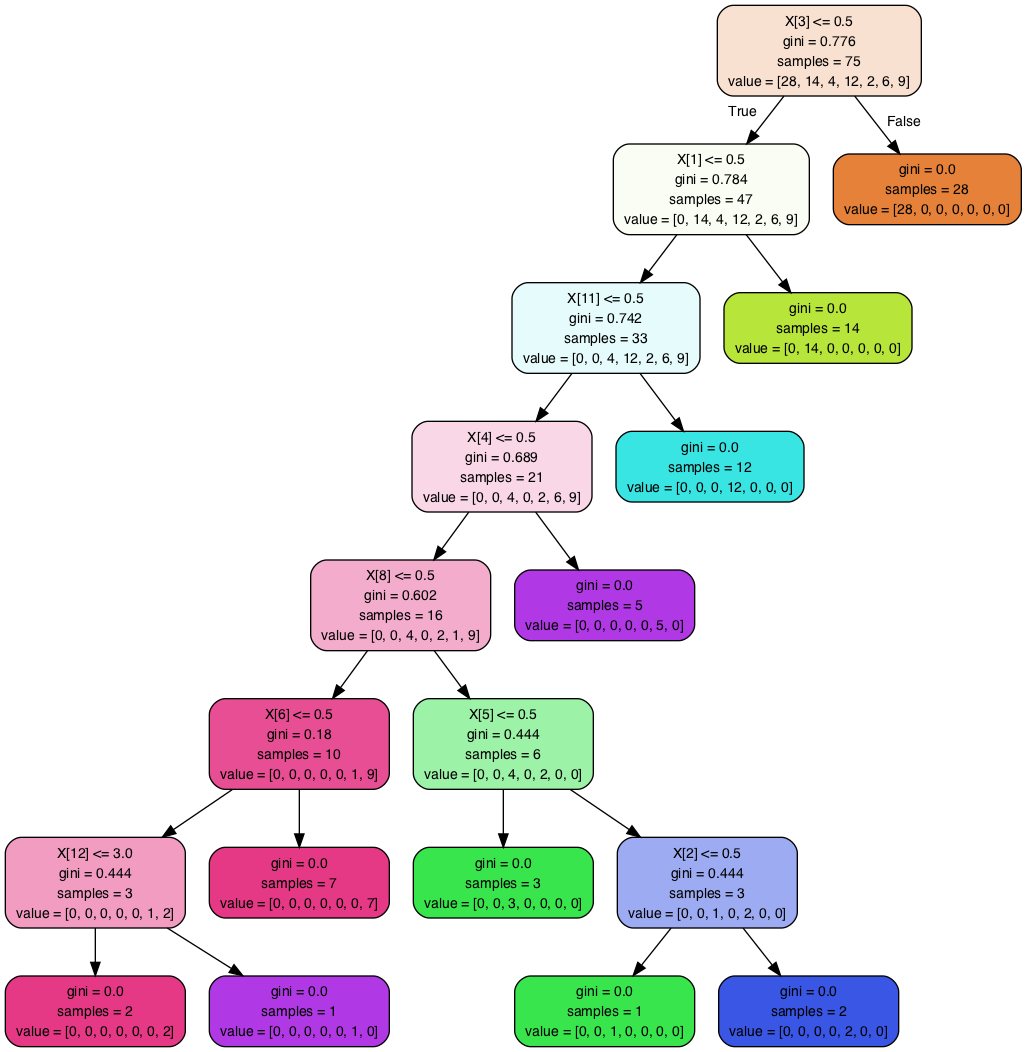 X[3] <= 0.5
gini = 0.776
samples = 75
value = [28, 14, 4, 12, 2, 6, 9]
True
False
X[1] <= 0.5
gini = 0.784
samples = 47
value = [0, 14, 4, 12, 2, 6, 9]
gini = 0.0
samples = 28
value = [28, 0, 0, 0, 0, 0, 0]
X[11] <= 0.5
gini = 0.742
samples = 33
value = [0, 0, 4, 12, 2, 6, 9]
gini = 0.0
samples = 14
value = [0, 14, 0, 0, 0, 0, 0]
X[4] <= 0.5
gini = 0.689
samples = 21
value = [0, 0, 4, 0, 2, 6, 9]
gini = 0.0
samples = 12
value = [0, 0, 0, 12, 0, 0, 0]
X[8] <= 0.5
gini = 0.602
samples = 16
value = [0, 0, 4, 0, 2, 1, 9]
gini = 0.0
samples = 5
value = [0, 0, 0, 0, 0, 5, 0]
X[6] <= 0.5
gini = 0.18
samples = 10
value = [0, 0, 0, 0, 0, 1, 9]
X[5] <= 0.5
gini = 0.444
samples = 6
value = [0, 0, 4, 0, 2, 0, 0]
X[12] <= 3.0
gini = 0.444
samples = 3
value = [0, 0, 0, 0, 0, 1, 2]
gini = 0.0
samples = 7
value = [0, 0, 0, 0, 0, 0, 7]
gini = 0.0
samples = 3
value = [0, 0, 3, 0, 0, 0, 0]
X[2] <= 0.5
gini = 0.444
samples = 3
value = [0, 0, 1, 0, 2, 0, 0]
gini = 0.0
samples = 2
value = [0, 0, 0, 0, 0, 0, 2]
gini = 0.0
samples = 1
value = [0, 0, 0, 0, 0, 1, 0]
gini = 0.0
samples = 1
value = [0, 0, 1, 0, 0, 0, 0]
gini = 0.0
samples = 2
value = [0, 0, 0, 0, 2, 0, 0]